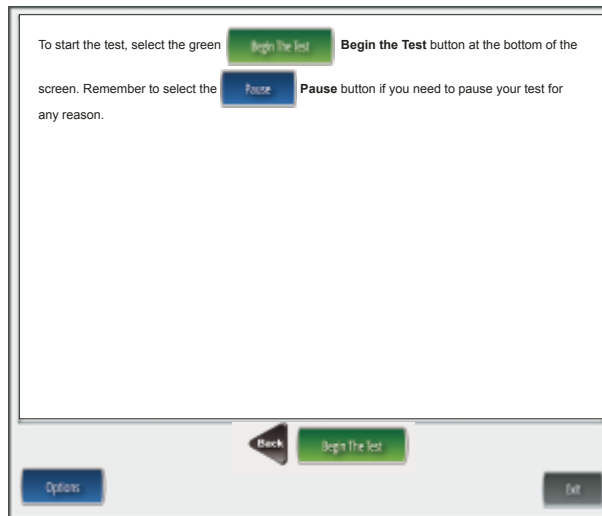 To start the test, select the green Begin The Test Begin the Test button at the bottom of the
screen. Remember to select the Pause Pause button if you need to pause your test for
any reason.
Back Begin The Test
Options Exit